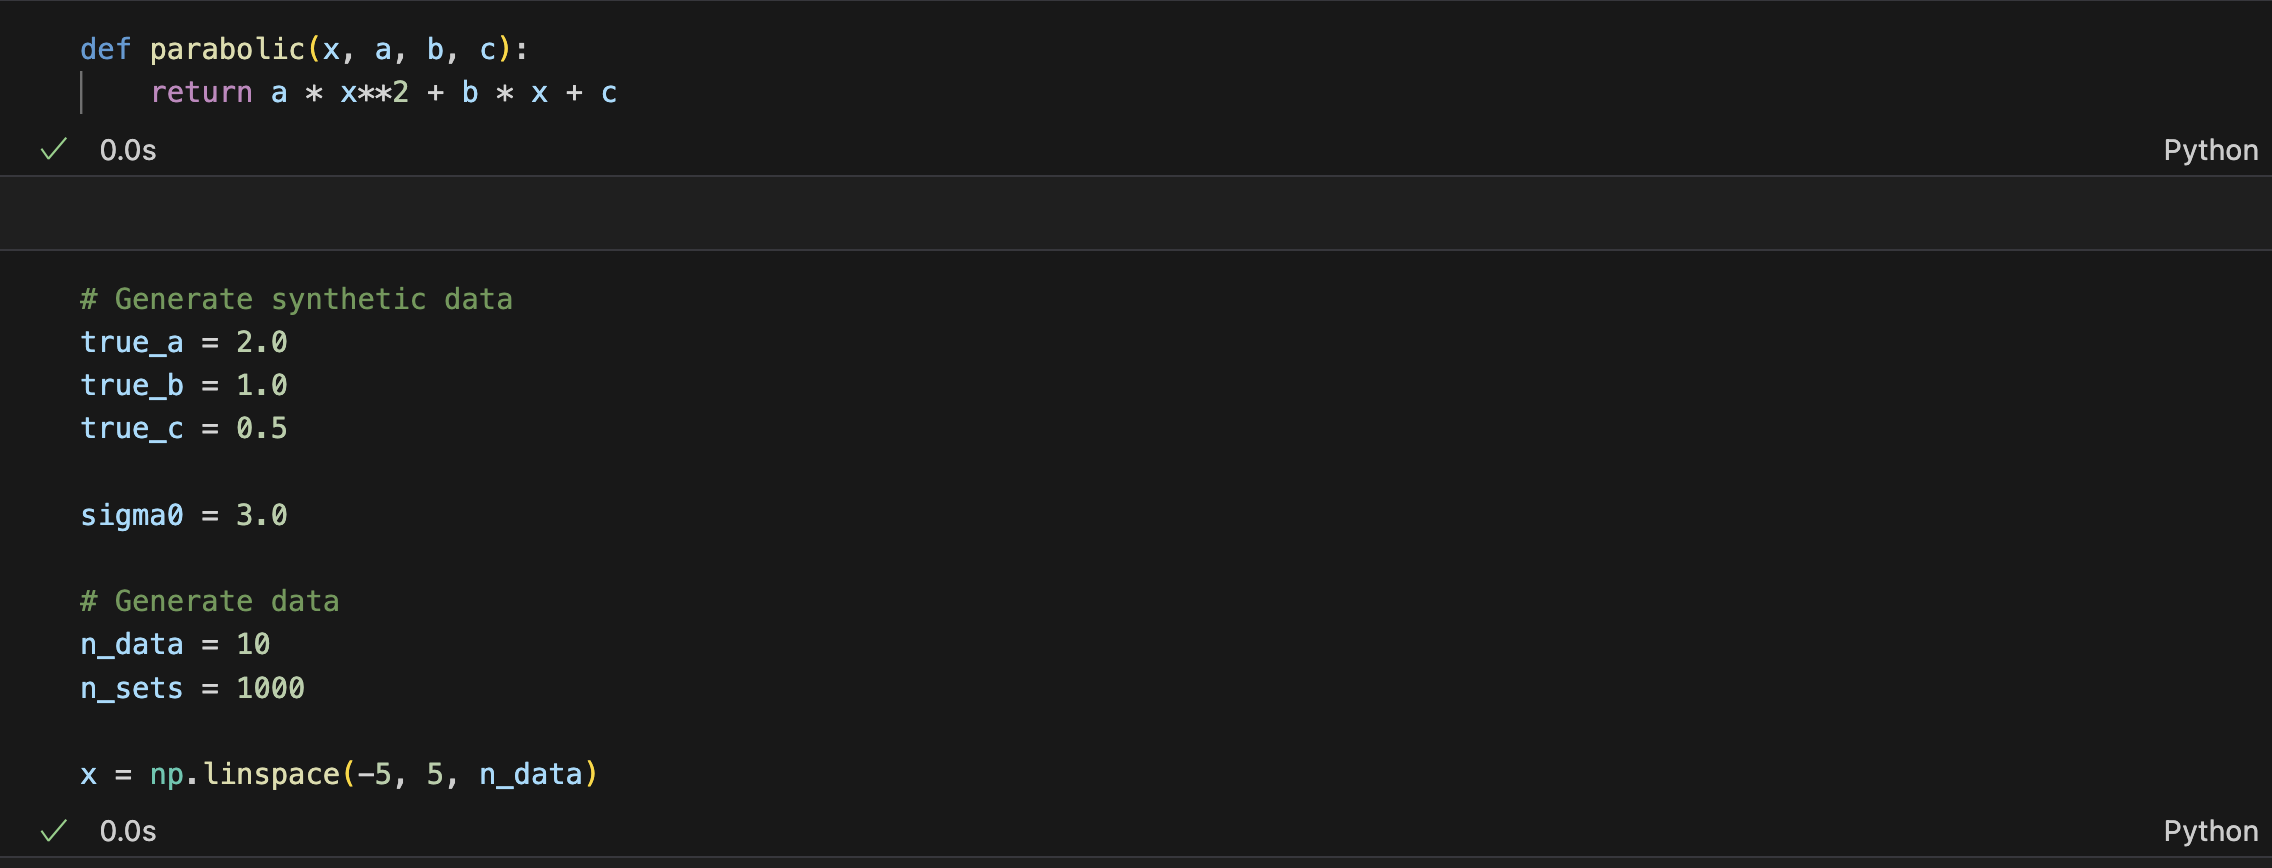 def parabolic(x, a, b, c):
    return a * x**2 + b * x + c
0.0s
Python
# Generate synthetic data
true_a = 2.0
true_b = 1.0
true_c = 0.5
sigma0 = 3.0
# Generate data
n_data = 10
n_sets = 1000
x = np.linspace(-5, 5, n_data)
0.0s
Python